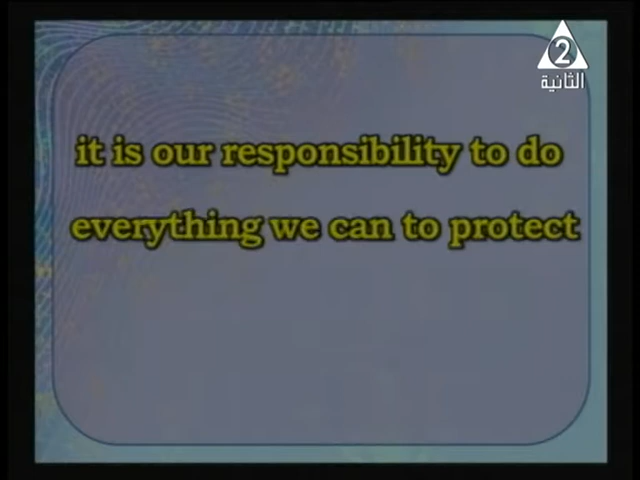 2
الثانية
it is our responsibility to do
everything we can to protect